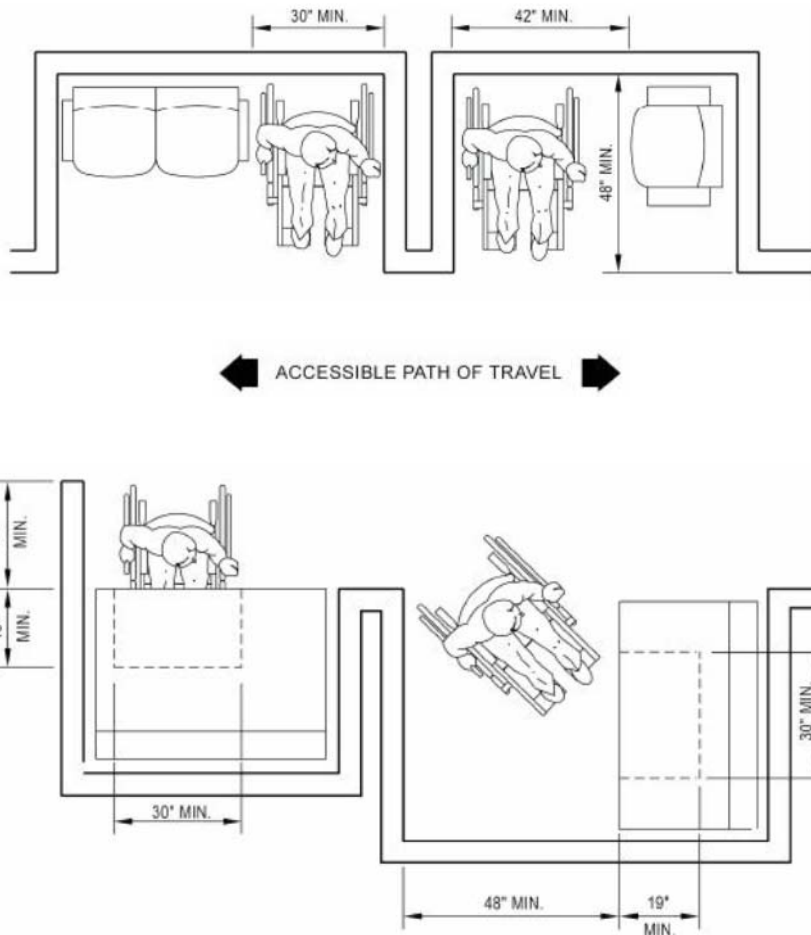 30" MIN.
42" MIN.
48" MIN.
ACCESSIBLE PATH OF TRAVEL
MIN.
MIN.
30" MIN.
30" MIN.
48" MIN.
19"
MIN.